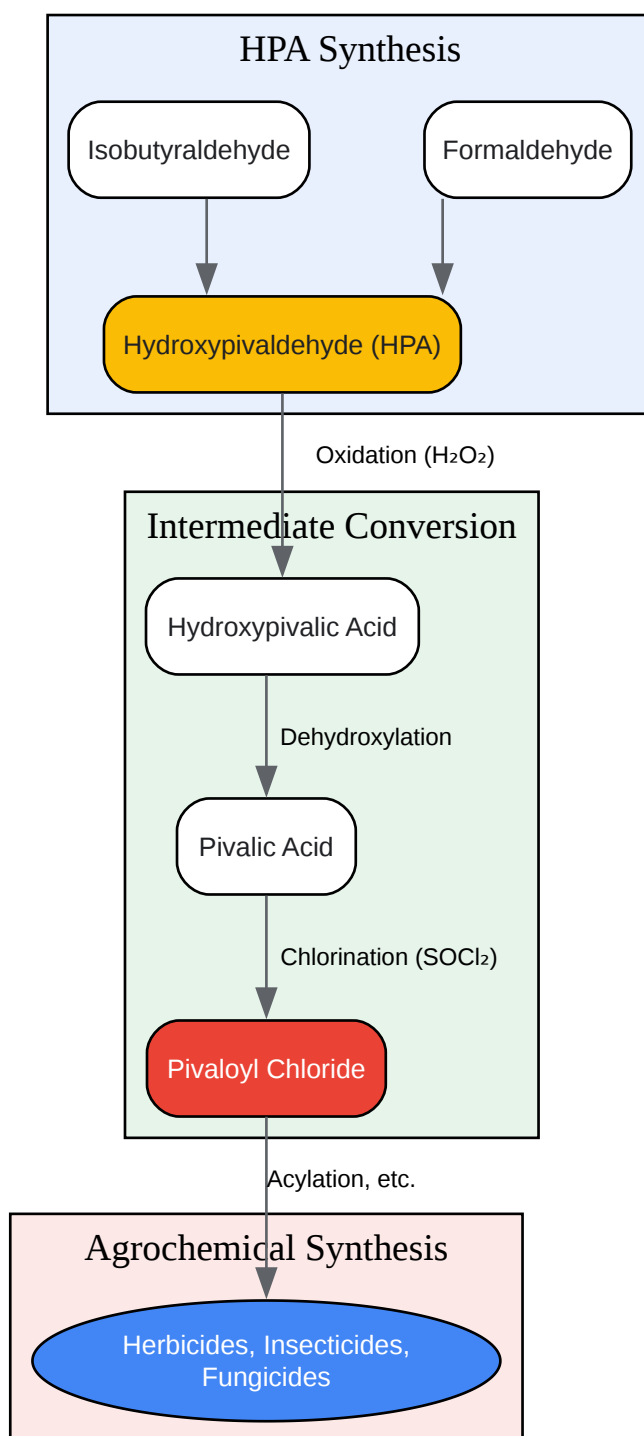 HPA Synthesis
Isobutyraldehyde
Formaldehyde
Hydroxypivaldehyde (HPA)
Oxidation (H₂O₂)
Intermediate Conversion
Hydroxypivalic Acid
Dehydroxylation
Pivalic Acid
Chlorination (SOCl₂)
Pivaloyl Chloride
Acylation, etc.
Agrochemical Synthesis
Herbicides, Insecticides,
Fungicides